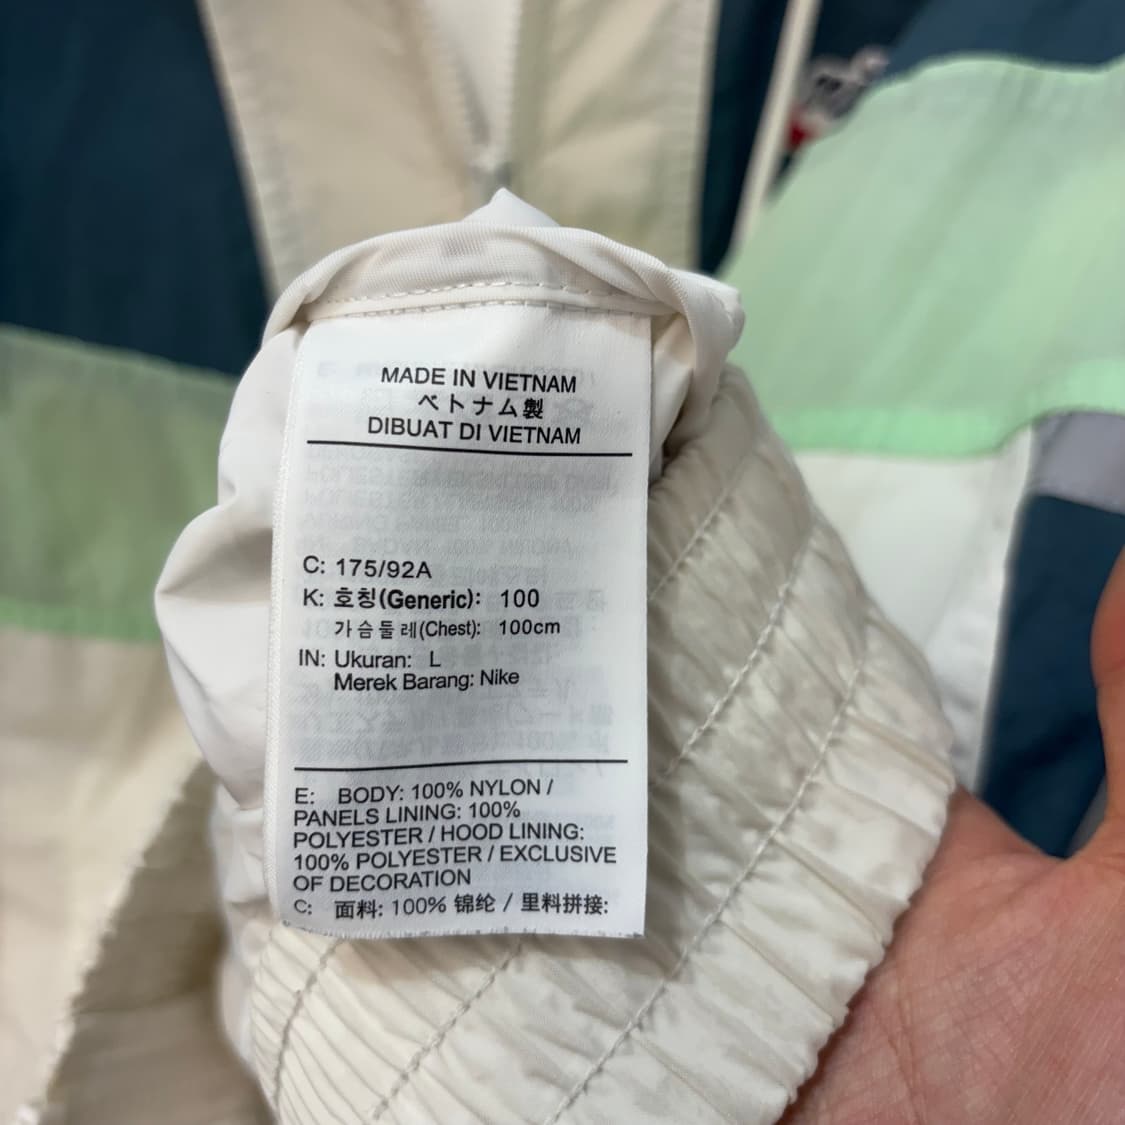 MADE IN VIETNAM
ベトナム製
DIBUAT DI VIETNAM
C: 175/92A
K: 호칭(Generic): 100
가슴둘레(Chest): 100cm
IN: Ukuran: L
Merek Barang: Nike
E: BODY: 100% NYLON /
PANELS LINING: 100%
POLYESTER / HOOD LINING:
100% POLYESTER / EXCLUSIVE
OF DECORATION
C: 面料: 100% 锦纶 / 里料拼接: